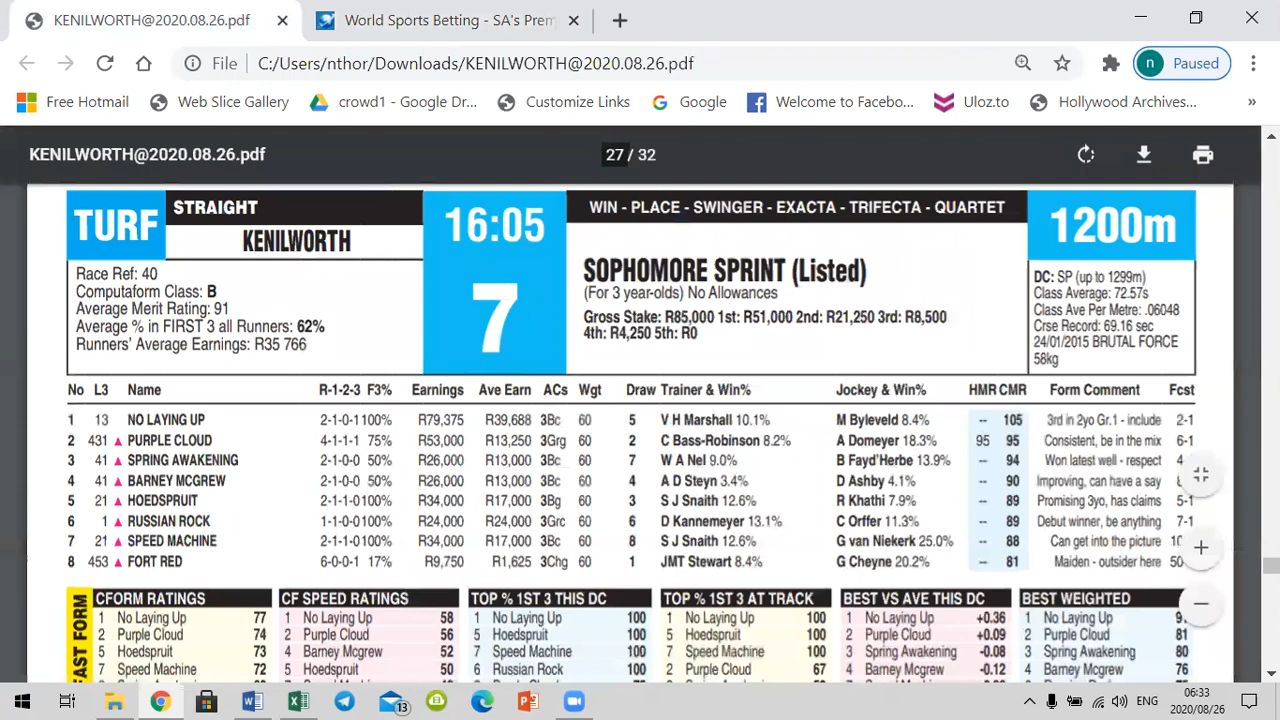 KENILWORTH@2020.08.26.pdf
World Sports Betting - SA's Prem
File C:/Users/nthor/Downloads/KENILWORTH@2020.08.26.pdf n Paused
Free Hotmail Web Slice Gallery crowd1 - Google Dr... Customize Links Google Welcome to Facebo... Uloz.to Hollywood Archives... »
KENILWORTH@2020.08.26.pdf 27 / 32
TURF STRAIGHT
KENILWORTH
16:05
7
WIN - PLACE - SWINGER - EXACTA - TRIFECTA - QUARTET
1200m
Race Ref: 40
Computaform Class: B
Average Merit Rating: 91
Average % in FIRST 3 all Runners: 62%
Runners' Average Earnings: R35 766
SOPHOMORE SPRINT (Listed)
(For 3 year-olds) No Allowances
Gross Stake: R85,000 1st: R51,000 2nd: R21,250 3rd: R8,500
4th: R4,250 5th: R0
DC: SP (up to 1299m)
Class Average: 72.57s
Class Ave Per Metre: .06048
Crse Record: 69.16 sec
24/01/2015 BRUTAL FORCE
58kg
No L3 Name R-1-2-3 F3% Earnings Ave Earn ACs Wgt Draw Trainer & Win% Jockey & Win% HMR CMR Form Comment Fcst
1 13 NO LAYING UP 2-1-0-1 100% R79,375 R39,688 3Bc 60 5 V H Marshall 10.1% M Byleveld 8.4% -- 105 3rd in 2yo Gr.1 - include 2-1
2 431 ▲ PURPLE CLOUD 4-1-1-1 75% R53,000 R13,250 3Grg 60 2 C Bass-Robinson 8.2% A Domeyer 18.3% 95 95 Consistent, be in the mix 6-1
3 41 ▲ SPRING AWAKENING 2-1-0-0 50% R26,000 R13,000 3Bc 60 7 W A Nel 9.0% B Fayd'Herbe 13.9% -- 94 Won latest well - respect 4
4 41 ▲ BARNEY MCGREW 2-1-0-0 50% R26,000 R13,000 3Bc 60 4 A D Steyn 3.4% D Ashby 4.1% -- 90 Improving, can have a say
5 21 ▲ HOEDSPRUIT 2-1-1-0 100% R34,000 R17,000 3Bg 60 3 S J Snaith 12.6% R Khathi 7.9% -- 89 Promising 3yo, has claims 5-1
6 1 ▲ RUSSIAN ROCK 1-1-0-0 100% R24,000 R24,000 3Grc 60 6 D Kannemeyer 13.1% C Orffer 11.3% -- 89 Debut winner, be anything 7-1
7 21 ▲ SPEED MACHINE 2-1-1-0 100% R34,000 R17,000 3Bc 60 8 S J Snaith 12.6% G van Niekerk 25.0% -- 88 Can get into the picture 10
8 453 ▲ FORT RED 6-0-0-1 17% R9,750 R1,625 3Chg 60 1 JMT Stewart 8.4% G Cheyne 20.2% -- 81 Maiden - outsider here 50
FAST FORM
CFORM RATINGS
1 No Laying Up 77
2 Purple Cloud 74
5 Hoedspruit 73
7 Speed Machine 72
CF SPEED RATINGS
1 No Laying Up 58
2 Purple Cloud 56
4 Barney Mcgrew 52
5 Hoedspruit 50
TOP % 1ST 3 THIS DC
1 No Laying Up 100
5 Hoedspruit 100
7 Speed Machine 100
6 Russian Rock 100
TOP % 1ST 3 AT TRACK
1 No Laying Up 100
5 Hoedspruit 100
7 Speed Machine 100
2 Purple Cloud 67
BEST VS AVE THIS DC
1 No Laying Up +0.36
2 Purple Cloud +0.09
3 Spring Awakening -0.08
4 Barney Mcgrew -0.12
BEST WEIGHTED
1 No Laying Up
2 Purple Cloud 81
3 Spring Awakening 80
4 Barney Mcgrew 76
13
ENG
06:33
2020/08/26